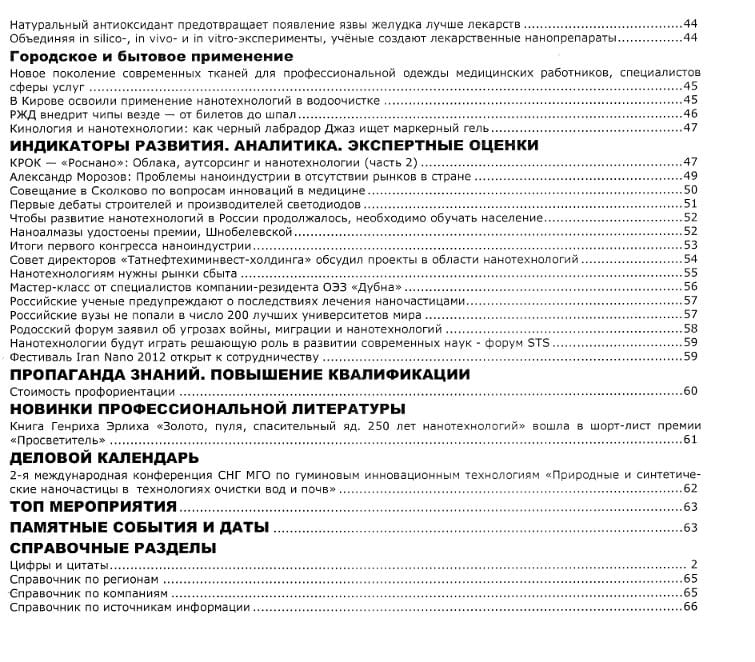 Натуральный антиоксидант предотвращает появление язвы желудка лучше лекарств ........ 44
Объединяя in silico-, in vivo- и in vitro-эксперименты, учёные создают лекарственные нанопрепараты ........ 44
Городское и бытовое применение
Новое поколение современных тканей для профессиональной одежды медицинских работников, специалистов
сферы услуг ........ 45
В Кирове освоили применение нанотехнологий в водоочистке ........ 45
РЖД внедрит чипы везде — от билетов до шпал ........ 46
Кинология и нанотехнологии: как черный лабрадор Джаз ищет маркерный гель ........ 47
ИНДИКАТОРЫ РАЗВИТИЯ. АНАЛИТИКА. ЭКСПЕРТНЫЕ ОЦЕНКИ
КРОК — «Роснано»: Облака, аутсорсинг и нанотехнологии (часть 2) ........ 47
Александр Морозов: Проблемы наноиндустрии в отсутствии рынков в стране ........ 49
Совещание в Сколково по вопросам инноваций в медицине ........ 50
Первые дебаты строителей и производителей светодиодов ........ 51
Чтобы развитие нанотехнологий в России продолжалось, необходимо обучать население ........ 52
Наноалмазы удостоены премии, Шнобелевской ........ 52
Итоги первого конгресса наноиндустрии ........ 53
Совет директоров «Татнефтехиминвест-холдинга» обсудил проекты в области нанотехнологий ........ 54
Нанотехнологиям нужны рынки сбыта ........ 55
Мастер-класс от специалистов компании-резидента ОЭЗ «Дубна» ........ 56
Российские ученые предупреждают о последствиях лечения наночастицами ........ 57
Российские вузы не попали в число 200 лучших университетов мира ........ 57
Родосский форум заявил об угрозах войны, миграции и нанотехнологий ........ 58
Нанотехнологии будут играть решающую роль в развитии современных наук - форум STS ........ 59
Фестиваль Iran Nano 2012 открыт к сотрудничеству ........ 59
ПРОПАГАНДА ЗНАНИЙ. ПОВЫШЕНИЕ КВАЛИФИКАЦИИ
Стоимость профориентации ........ 60
НОВИНКИ ПРОФЕССИОНАЛЬНОЙ ЛИТЕРАТУРЫ
Книга Генриха Эрлиха «Золото, пуля, спасительный яд. 250 лет нанотехнологий» вошла в шорт-лист премии
«Просветитель» ........ 61
ДЕЛОВОЙ КАЛЕНДАРЬ
2-я международная конференция СНГ МГО по гуминовым инновационным технологиям «Природные и синтетиче-
ские наночастицы в технологиях очистки вод и почв» ........ 62
ТОП МЕРОПРИЯТИЯ ........ 63
ПАМЯТНЫЕ СОБЫТИЯ И ДАТЫ ........ 63
СПРАВОЧНЫЕ РАЗДЕЛЫ
Цифры и цитаты ........ 2
Справочник по регионам ........ 65
Справочник по компаниям ........ 65
Справочник по источникам информации ........ 66